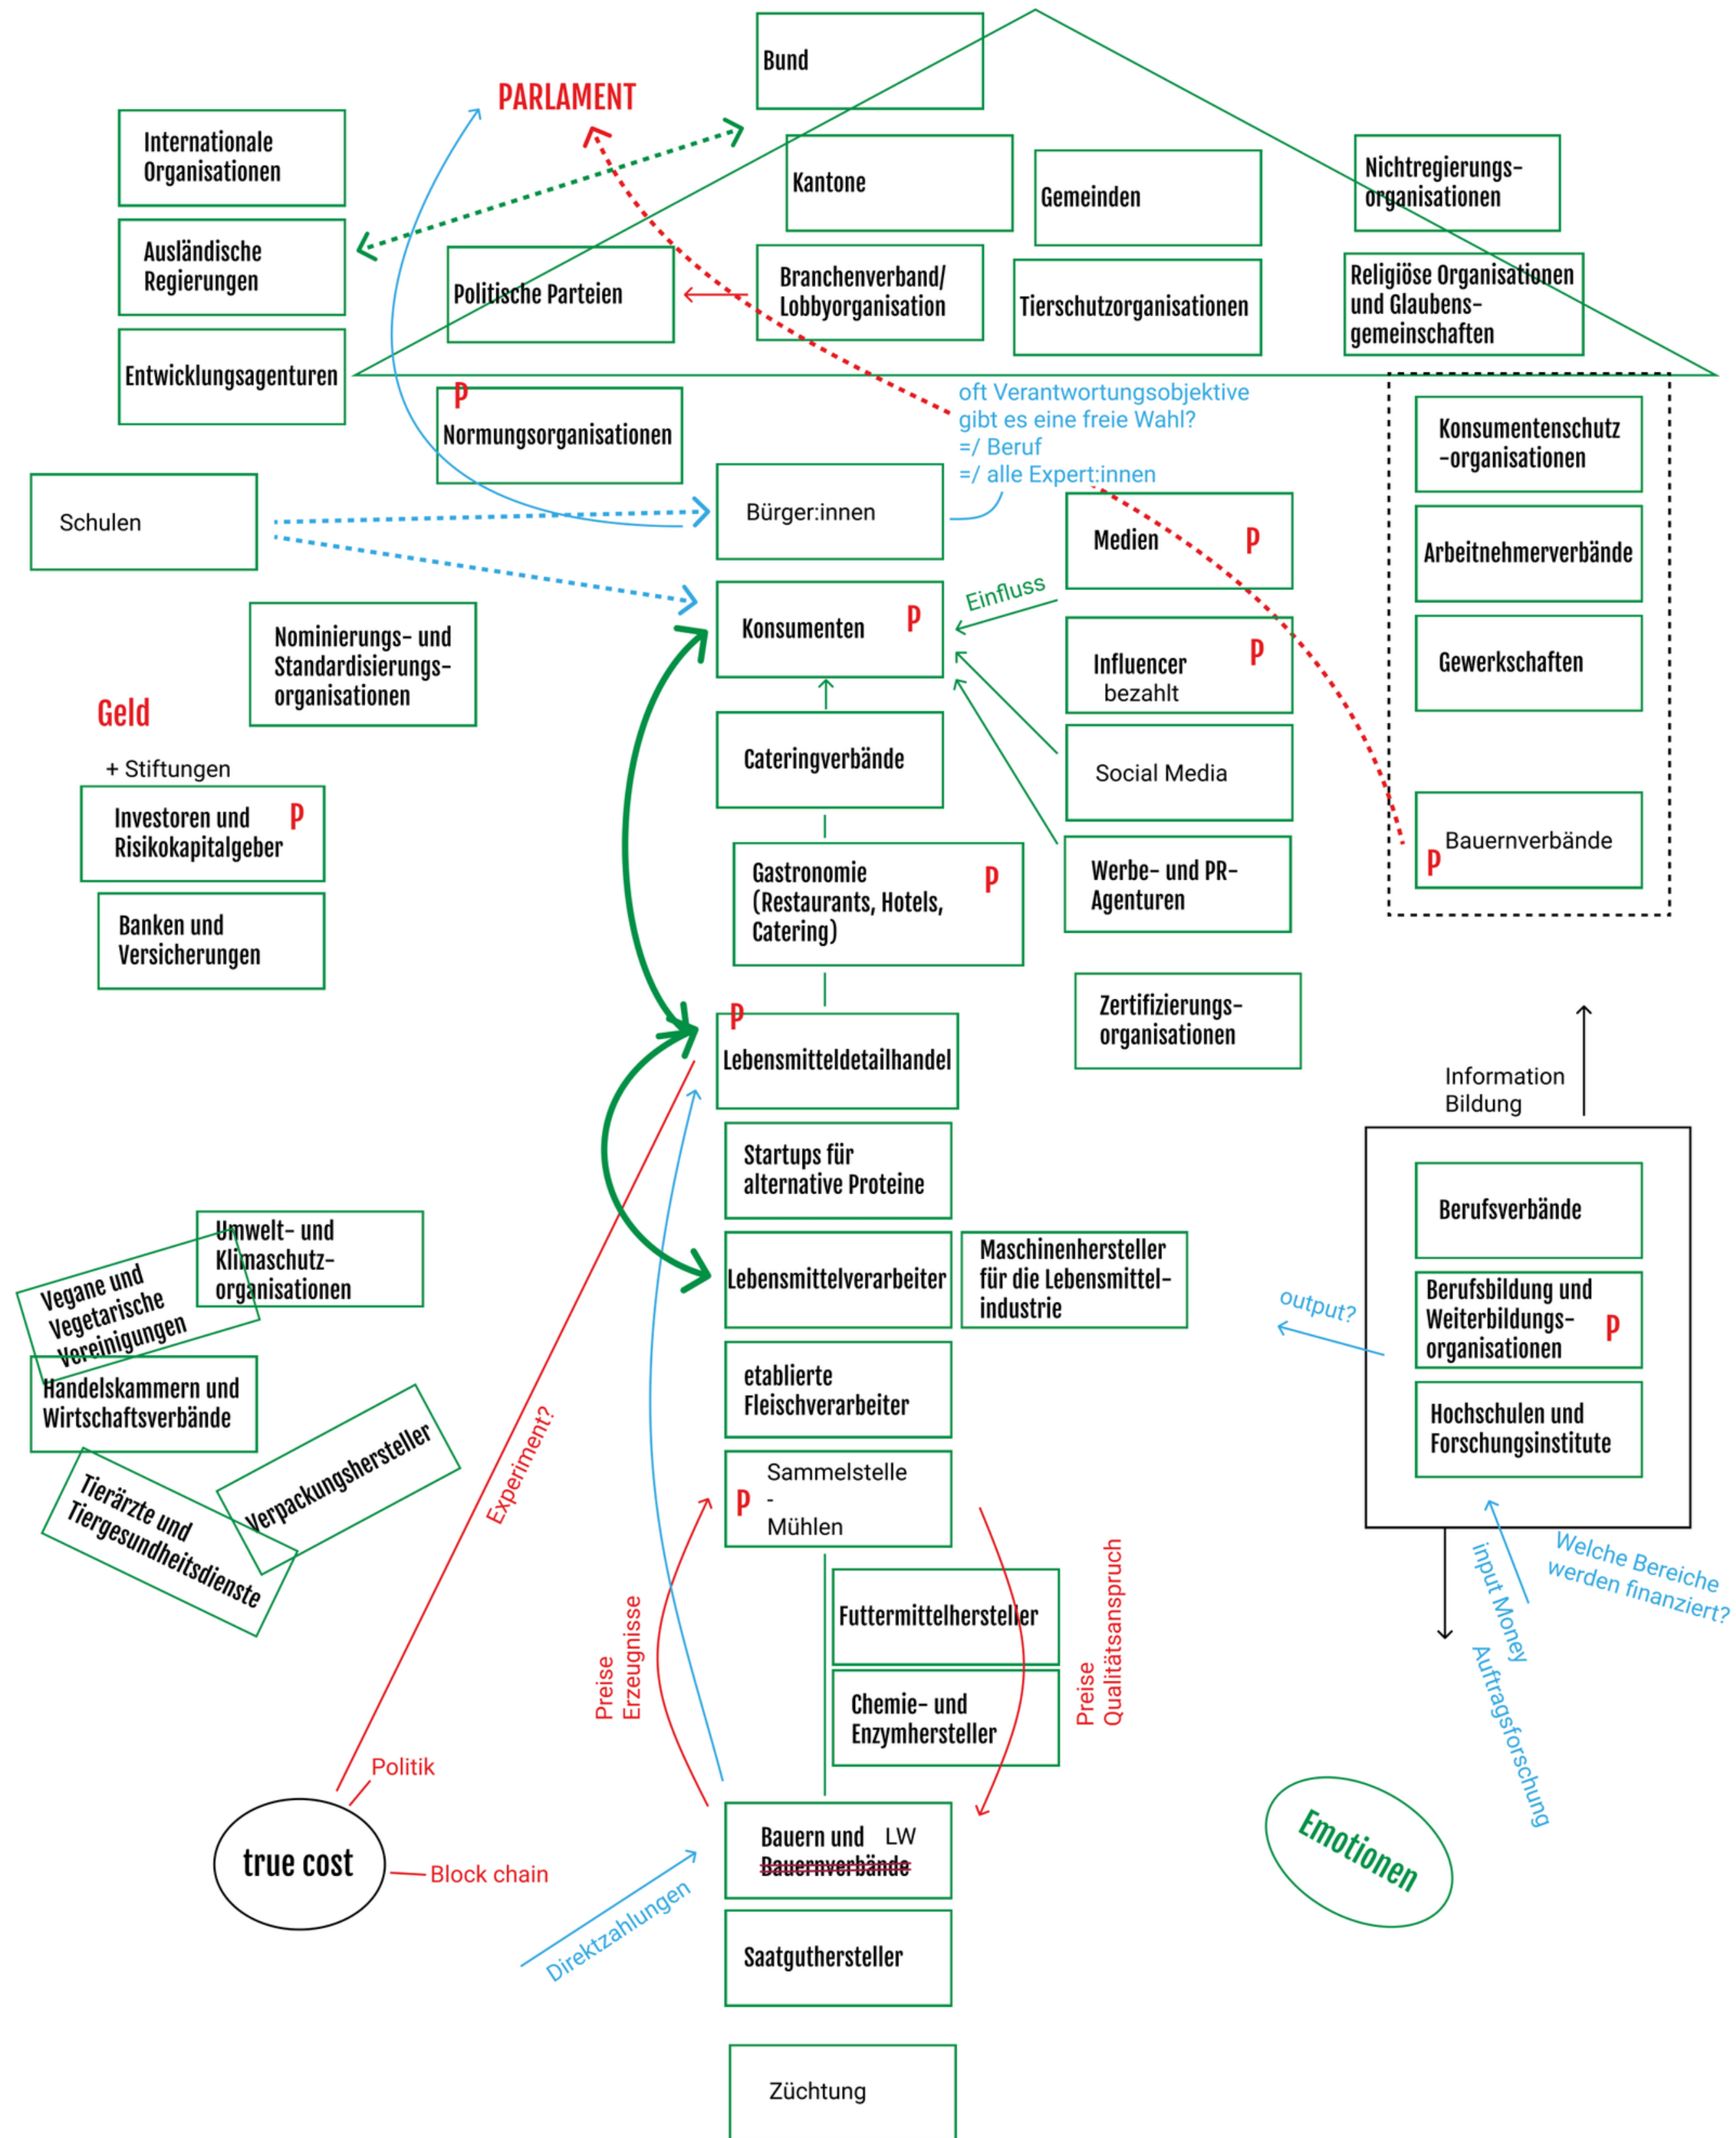 Bund
PARLAMENT
Internationale
Organisationen
Kantone
Gemeinden
Nichtregierungs-
organisationen
Ausländische
Regierungen
Politische Parteien
Branchenverband/
Lobbyorganisation
Tierschutzorganisationen
Religiöse Organisationen
und Glaubens-
gemeinschaften
Entwicklungsagenturen
P
Normungsorganisationen
oft Verantwortungsobjektive
gibt es eine freie Wahl?
=/ Beruf
=/ alle Expert:innen
Konsumentenschutz
-organisationen
Schulen
Bürger:innen
Medien P
Arbeitnehmerverbände
Einfluss
Konsumenten P
Nominierungs- und
Standardisierungs-
organisationen
Influencer P
bezahlt
Gewerkschaften
Geld
+ Stiftungen
Investoren und P
Risikokapitalgeber
Cateringverbände
Social Media
Bauernverbände
P
Banken und
Versicherungen
Gastronomie P
(Restaurants, Hotels,
Catering)
Werbe- und PR-
Agenturen
Zertifizierungs-
organisationen
P
Lebensmitteldetailhandel
Information
Bildung
Startups für
alternative Proteine
Berufsverbände
Umwelt- und
Klimaschutz-
organisationen
Vegane und
Vegetarische
Vereinigungen
Lebensmittelverarbeiter
Maschinenhersteller
für die Lebensmittel-
industrie
output?
Berufsbildung und
Weiterbildungs- P
organisationen
Handelskammern und
Wirtschaftsverbände
etablierte
Fleischverarbeiter
Hochschulen und
Forschungsinstitute
Verpackungshersteller
Tierärzte und
Tiergesundheitsdienste
Experiment?
Sammelstelle
P -
Mühlen
Welche Bereiche
werden finanziert?
input Money
Auftragsforschung
Futtermittelhersteller
Preise
Erzeugnisse
Preise
Qualitätsanspruch
Chemie- und
Enzymhersteller
Politik
true cost
Block chain
Bauern und LW
Bauernverbände
Emotionen
Direktzahlungen
Saatguthersteller
Züchtung